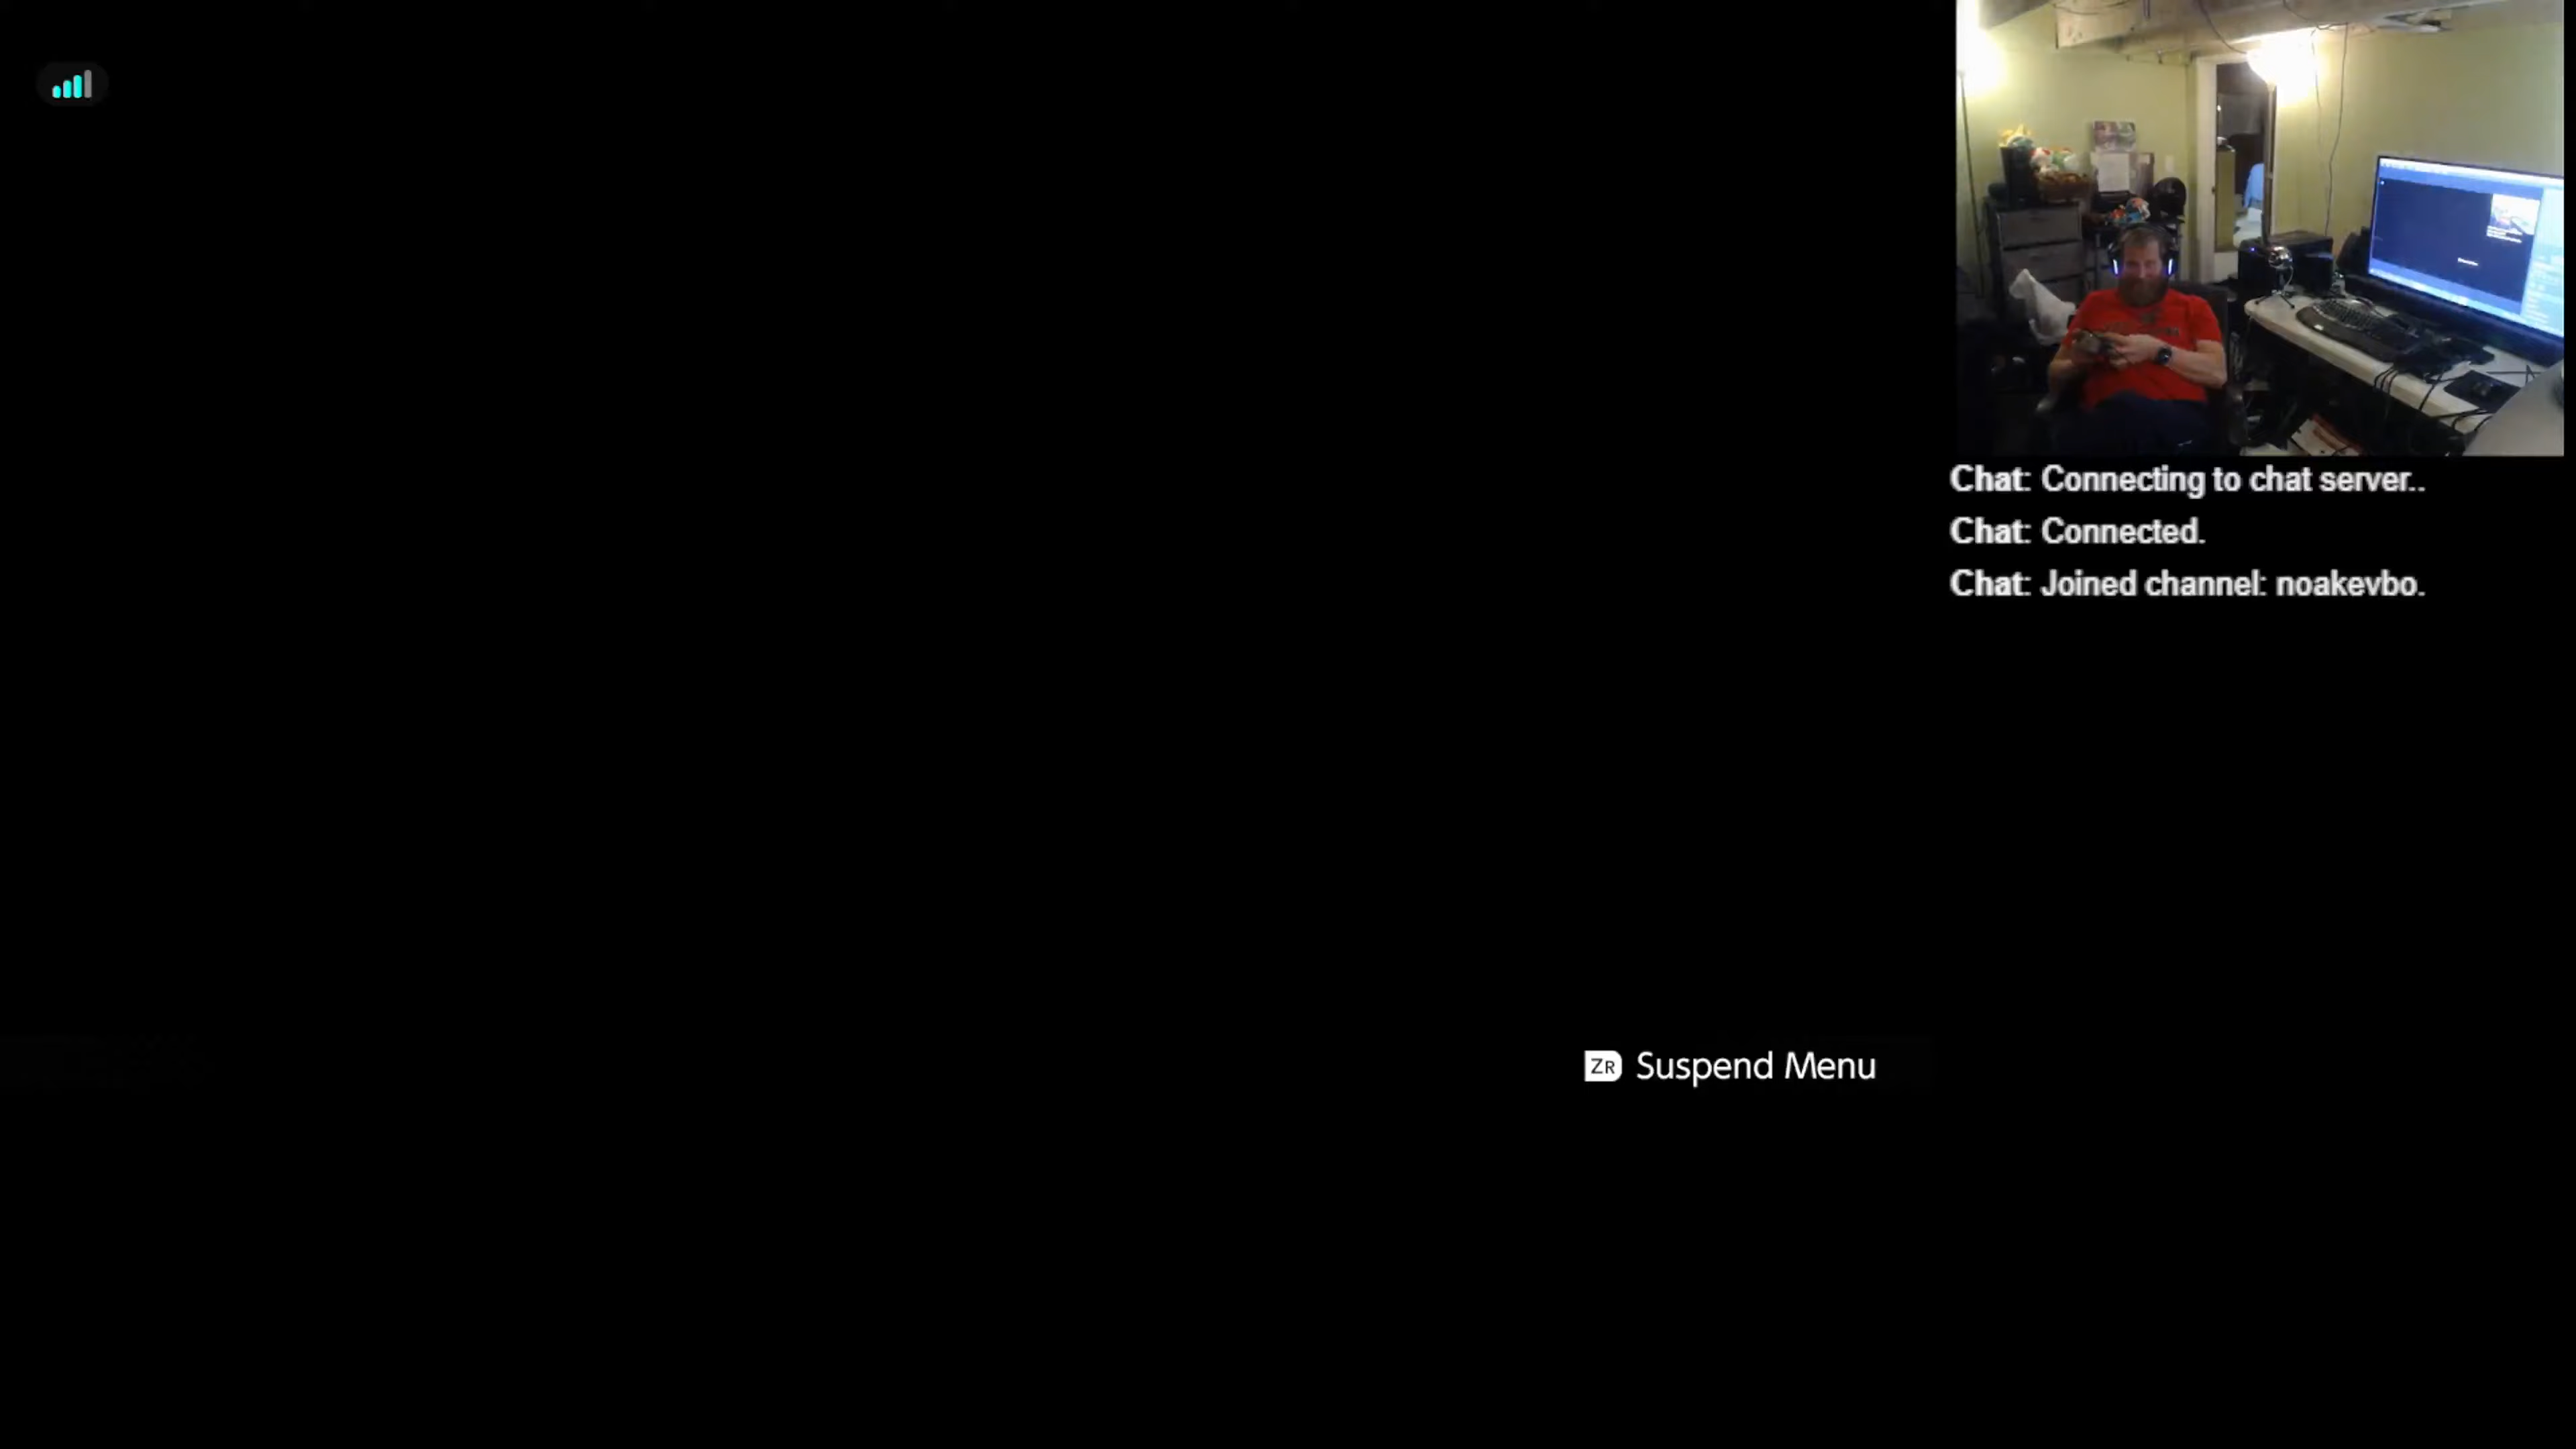 Chat: Connecting to chat server..
Chat: Connected.
Chat: Joined channel: noakevbo.
ZR Suspend Menu